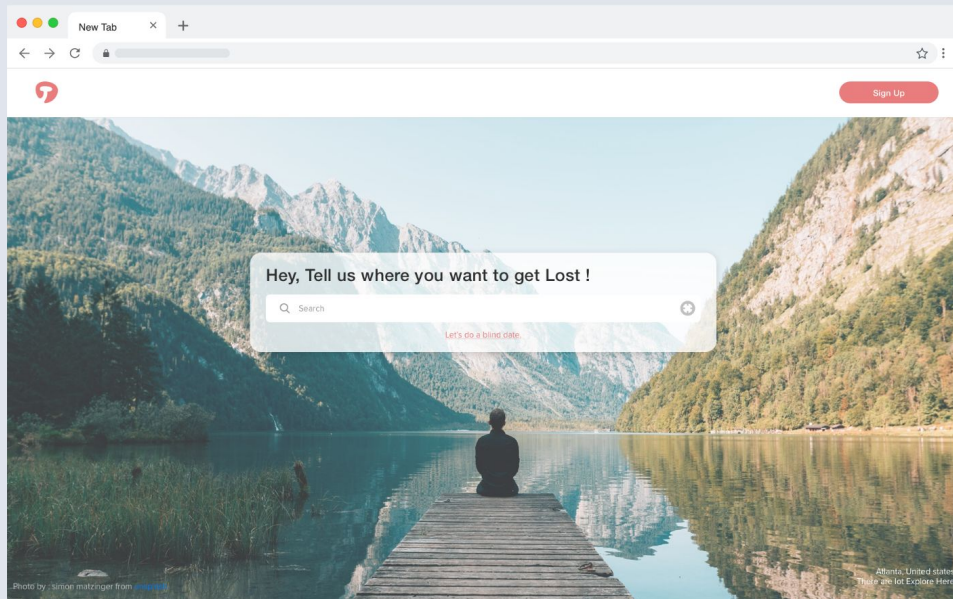 New Tab
Sign Up
Hey, Tell us where you want to get Lost !
Search
Let's do a blind date.
Photo by : simon matzinger from
Atlanta, United states
There are lot Explore Here